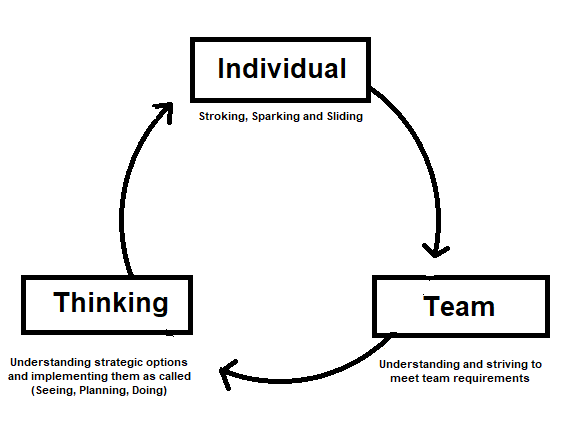 Individual
Stroking, Sparking and Sliding
Thinking
Team
Understanding strategic options
and implementing them as called
(Seeing, Planning, Doing)
Understanding and striving to
meet team requirements